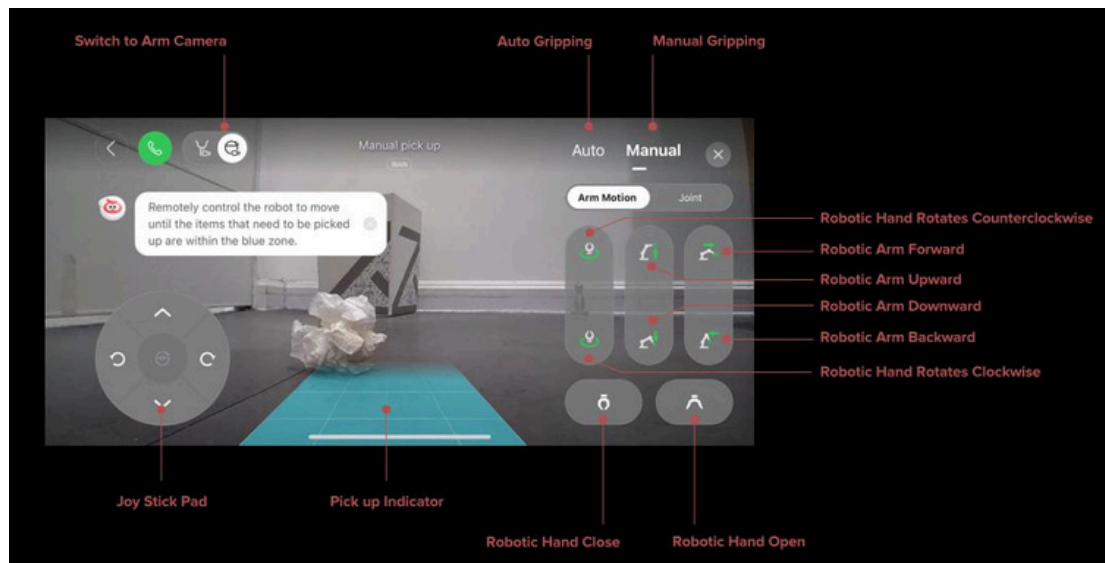 Switch to Arm Camera
Auto Gripping
Manual Gripping
Manual pick up
MAIN
Auto
Manual
Remotely control the robot to move
until the items that need to be picked
up are within the blue zone.
Arm Motion
Joint
Robotic Hand Rotates Counterclockwise
Robotic Arm Forward
Robotic Arm Upward
Robotic Arm Downward
Robotic Arm Backward
Robotic Hand Rotates Clockwise
Joy Stick Pad
Pick up Indicator
Robotic Hand Close
Robotic Hand Open